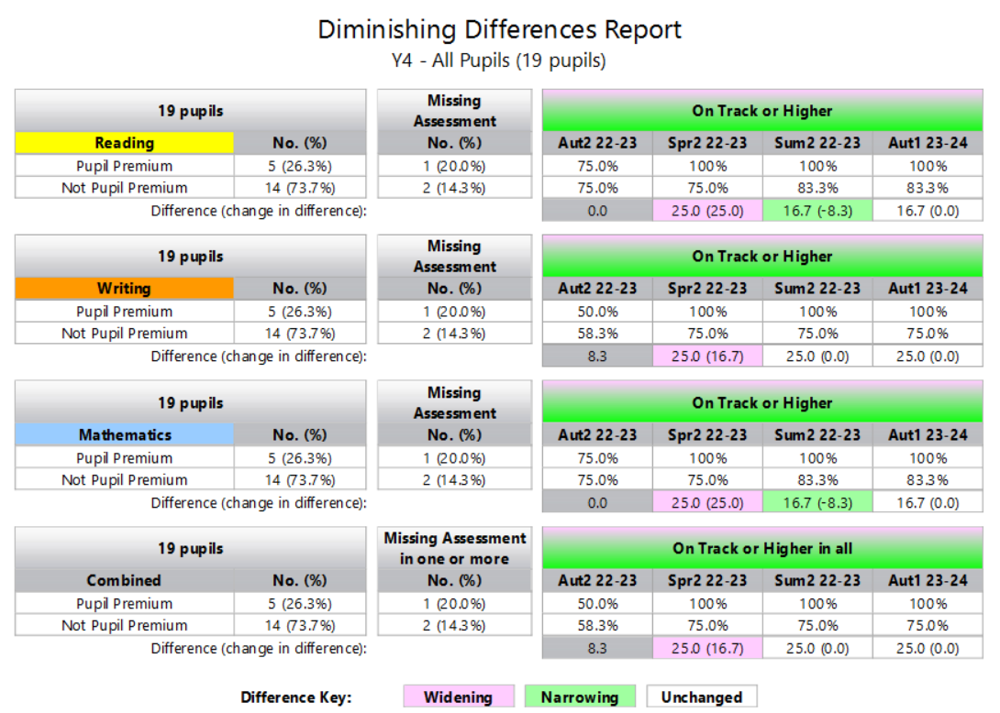 Diminishing Differences Report
Y4 - All Pupils (19 pupils)
19 pupils Missing Assessment On Track or Higher
Reading No. (%) No. (%) Aut2 22-23 Spr2 22-23 Sum2 22-23 Aut1 23-24
Pupil Premium 5 (26.3%) 1 (20.0%) 75.0% 100% 100% 100%
Not Pupil Premium 14 (73.7%) 2 (14.3%) 75.0% 75.0% 83.3% 83.3%
Difference (change in difference): 0.0 25.0 (25.0) 16.7 (-8.3) 16.7 (0.0)
19 pupils Missing Assessment On Track or Higher
Writing No. (%) No. (%) Aut2 22-23 Spr2 22-23 Sum2 22-23 Aut1 23-24
Pupil Premium 5 (26.3%) 1 (20.0%) 50.0% 100% 100% 100%
Not Pupil Premium 14 (73.7%) 2 (14.3%) 58.3% 75.0% 75.0% 75.0%
Difference (change in difference): 8.3 25.0 (16.7) 25.0 (0.0) 25.0 (0.0)
19 pupils Missing Assessment On Track or Higher
Mathematics No. (%) No. (%) Aut2 22-23 Spr2 22-23 Sum2 22-23 Aut1 23-24
Pupil Premium 5 (26.3%) 1 (20.0%) 75.0% 100% 100% 100%
Not Pupil Premium 14 (73.7%) 2 (14.3%) 75.0% 75.0% 83.3% 83.3%
Difference (change in difference): 0.0 25.0 (25.0) 16.7 (-8.3) 16.7 (0.0)
19 pupils Missing Assessment in one or more On Track or Higher in all
Combined No. (%) No. (%) Aut2 22-23 Spr2 22-23 Sum2 22-23 Aut1 23-24
Pupil Premium 5 (26.3%) 1 (20.0%) 50.0% 100% 100% 100%
Not Pupil Premium 14 (73.7%) 2 (14.3%) 58.3% 75.0% 75.0% 75.0%
Difference (change in difference): 8.3 25.0 (16.7) 25.0 (0.0) 25.0 (0.0)
Difference Key: Widening Narrowing Unchanged